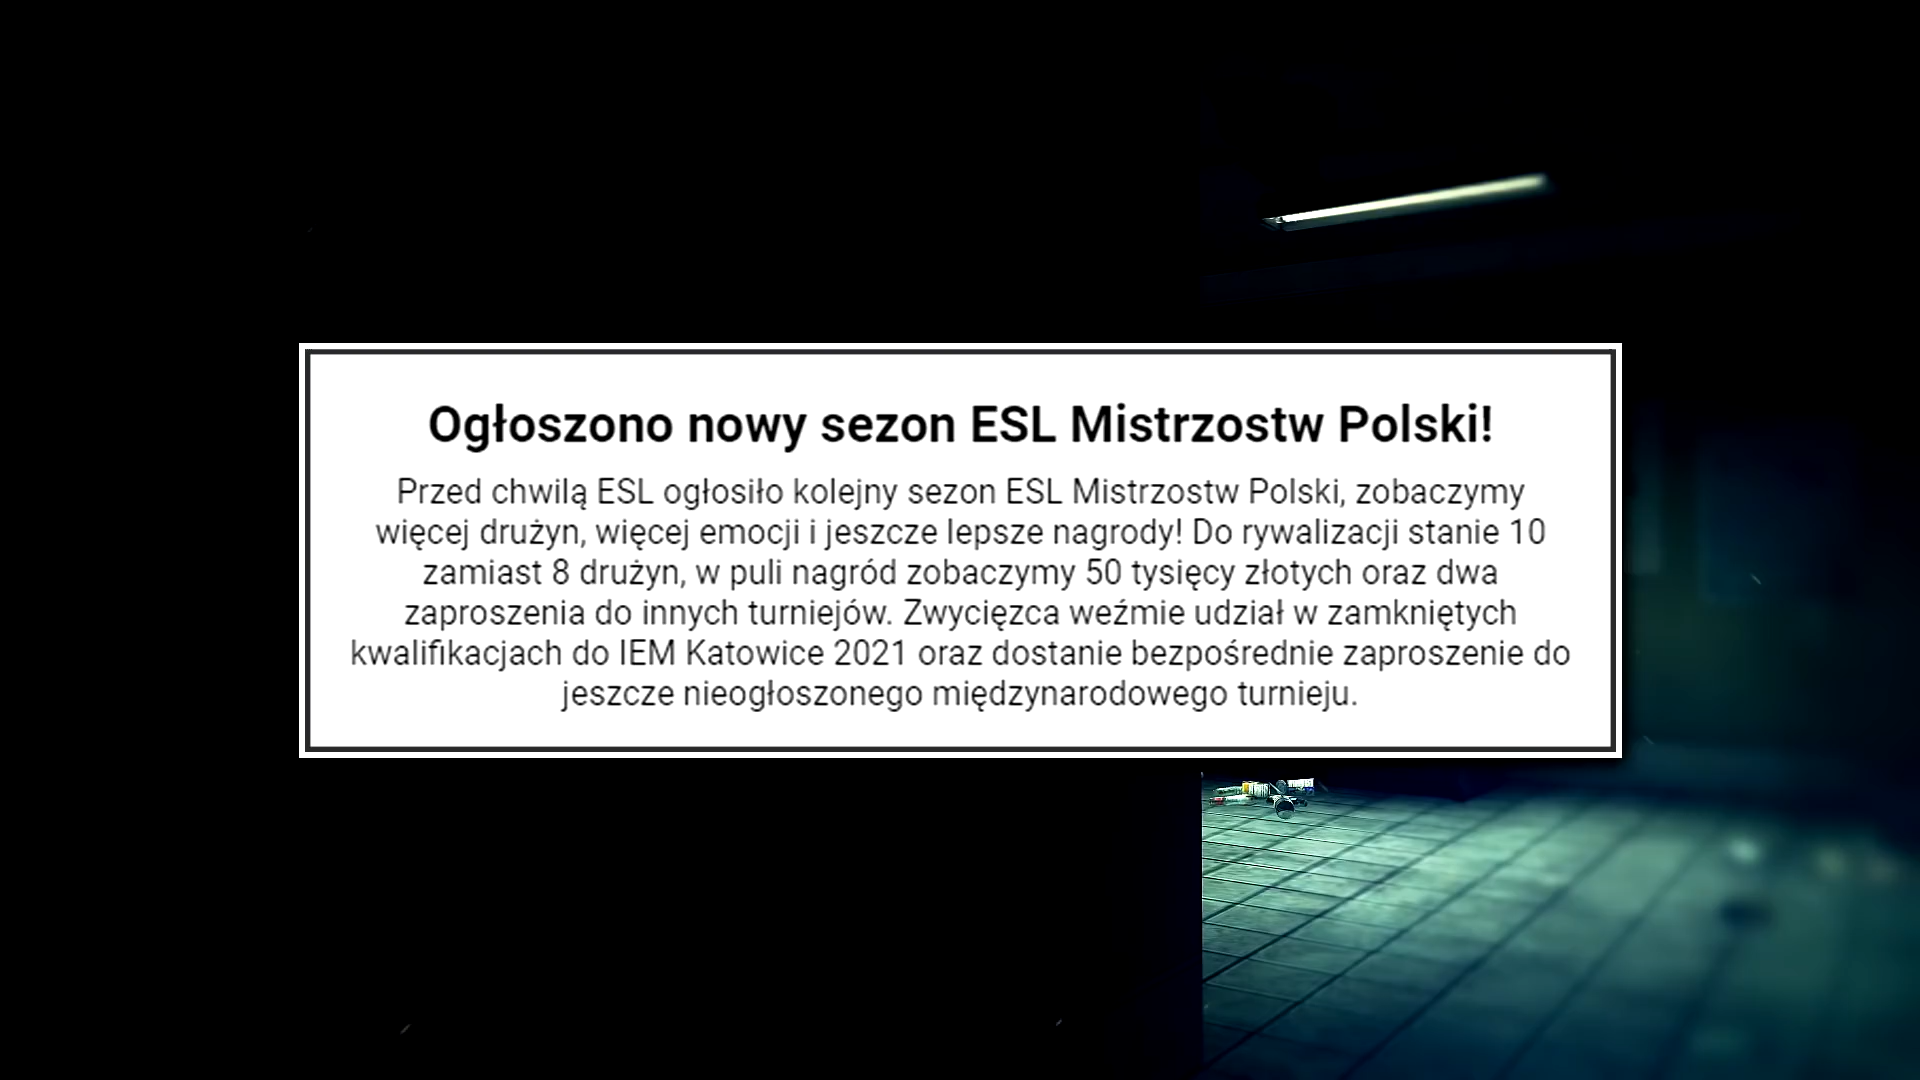 Ogłoszono nowy sezon ESL Mistrzostw Polski!
Przed chwilą ESL ogłosiło kolejny sezon ESL Mistrzostw Polski, zobaczymy
więcej drużyn, więcej emocji i jeszcze lepsze nagrody! Do rywalizacji stanie 10
zamiast 8 drużyn, w puli nagród zobaczymy 50 tysięcy złotych oraz dwa
zaproszenia do innych turniejów. Zwycięzca weźmie udział w zamkniętych
kwalifikacjach do IEM Katowice 2021 oraz dostanie bezpośrednie zaproszenie do
jeszcze nieogłoszonego międzynarodowego turnieju.